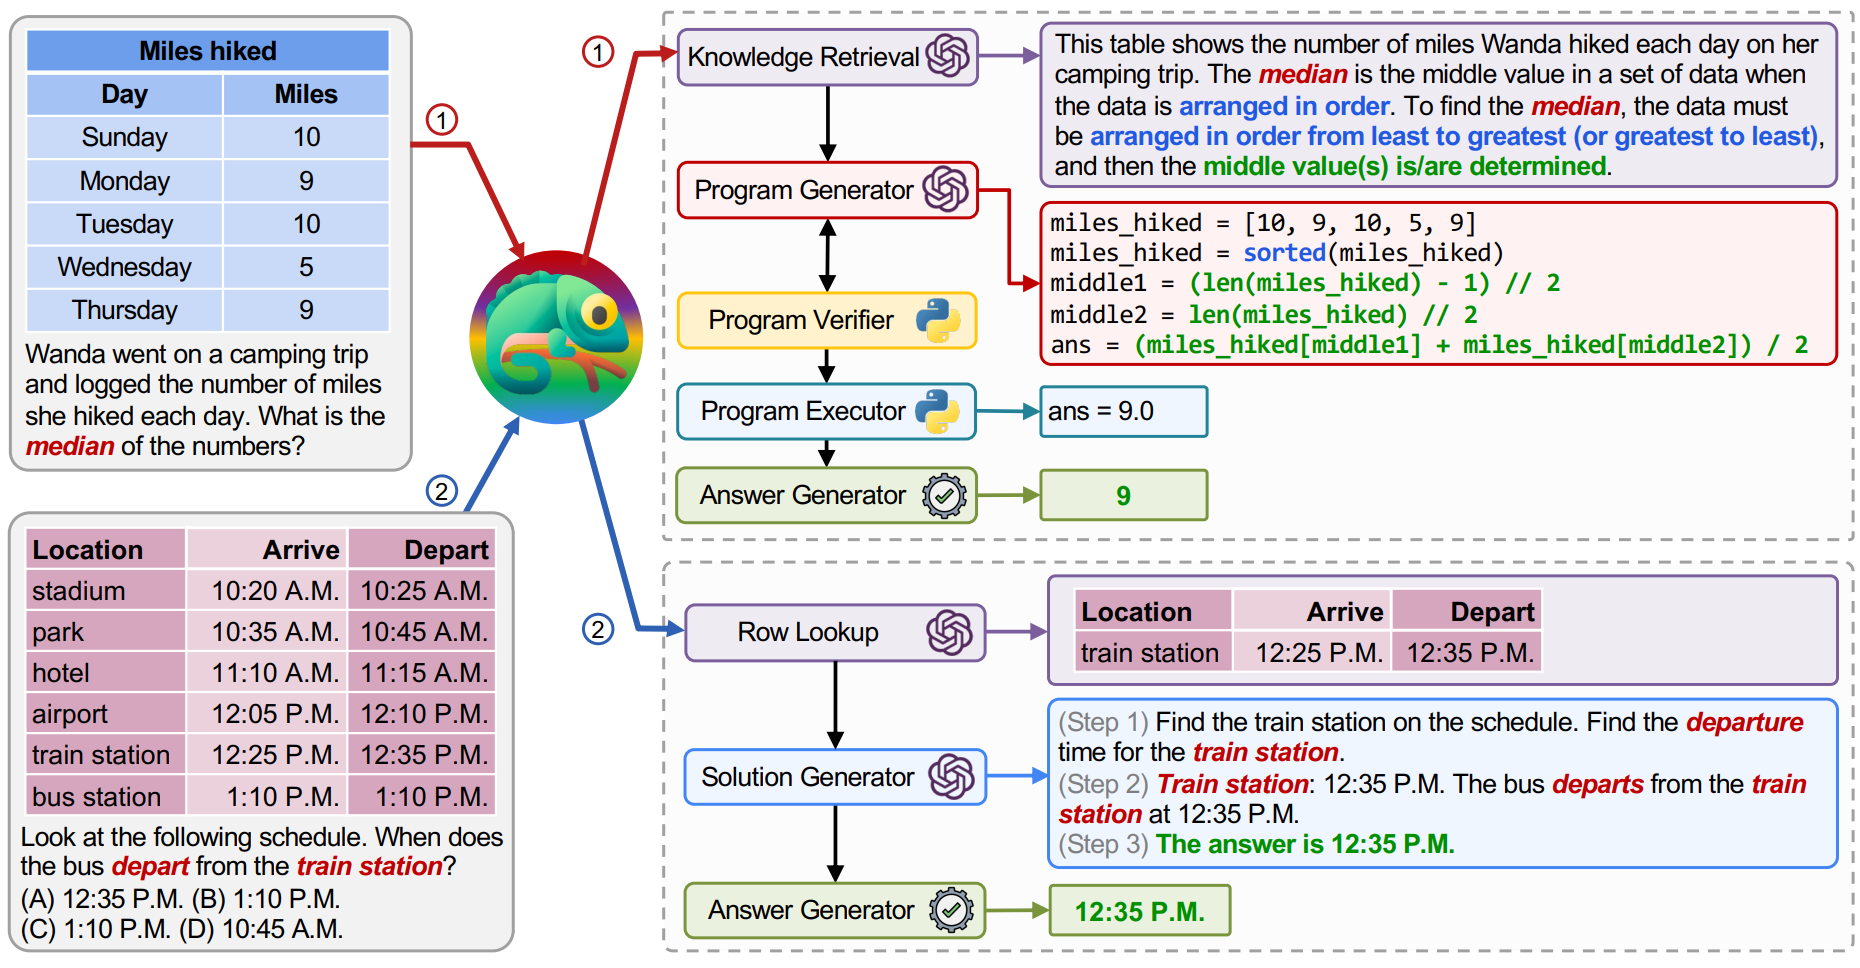 Miles hiked
Day Miles
Sunday 10
Monday 9
Tuesday 10
Wednesday 5
Thursday 9
Wanda went on a camping trip
and logged the number of miles
she hiked each day. What is the
median of the numbers?
1
2
Location Arrive Depart
stadium 10:20 A.M. 10:25 A.M.
park 10:35 A.M. 10:45 A.M.
hotel 11:10 A.M. 11:15 A.M.
airport 12:05 P.M. 12:10 P.M.
train station 12:25 P.M. 12:35 P.M.
bus station 1:10 P.M. 1:10 P.M.
Look at the following schedule. When does
the bus depart from the train station?
(A) 12:35 P.M. (B) 1:10 P.M.
(C) 1:10 P.M. (D) 10:45 A.M.
1
Knowledge Retrieval
This table shows the number of miles Wanda hiked each day on her
camping trip. The median is the middle value in a set of data when
the data is arranged in order. To find the median, the data must
be arranged in order from least to greatest (or greatest to least),
and then the middle value(s) is/are determined.
Program Generator
miles_hiked = [10, 9, 10, 5, 9]
miles_hiked = sorted(miles_hiked)
middle1 = (len(miles_hiked) - 1) // 2
middle2 = len(miles_hiked) // 2
ans = (miles_hiked[middle1] + miles_hiked[middle2]) / 2
Program Verifier
Program Executor
ans = 9.0
Answer Generator
9
2
Row Lookup
Location Arrive Depart
train station 12:25 P.M. 12:35 P.M.
Solution Generator
(Step 1) Find the train station on the schedule. Find the departure
time for the train station.
(Step 2) Train station: 12:35 P.M. The bus departs from the train
station at 12:35 P.M.
(Step 3) The answer is 12:35 P.M.
Answer Generator
12:35 P.M.